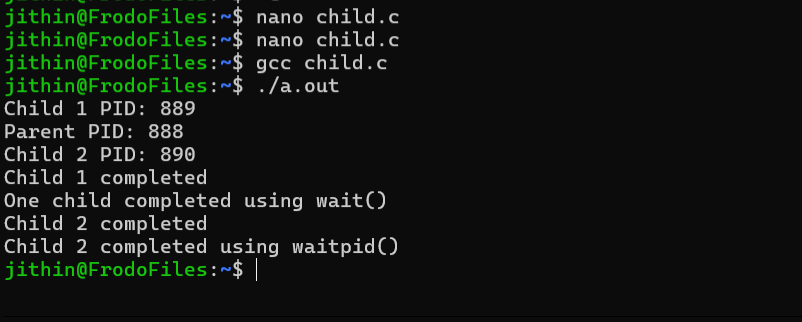 jithin@FrodoFiles:~$ nano child.c
jithin@FrodoFiles:~$ nano child.c
jithin@FrodoFiles:~$ gcc child.c
jithin@FrodoFiles:~$ ./a.out
Child 1 PID: 889
Parent PID: 888
Child 2 PID: 890
Child 1 completed
One child completed using wait()
Child 2 completed
Child 2 completed using waitpid()
jithin@FrodoFiles:~$